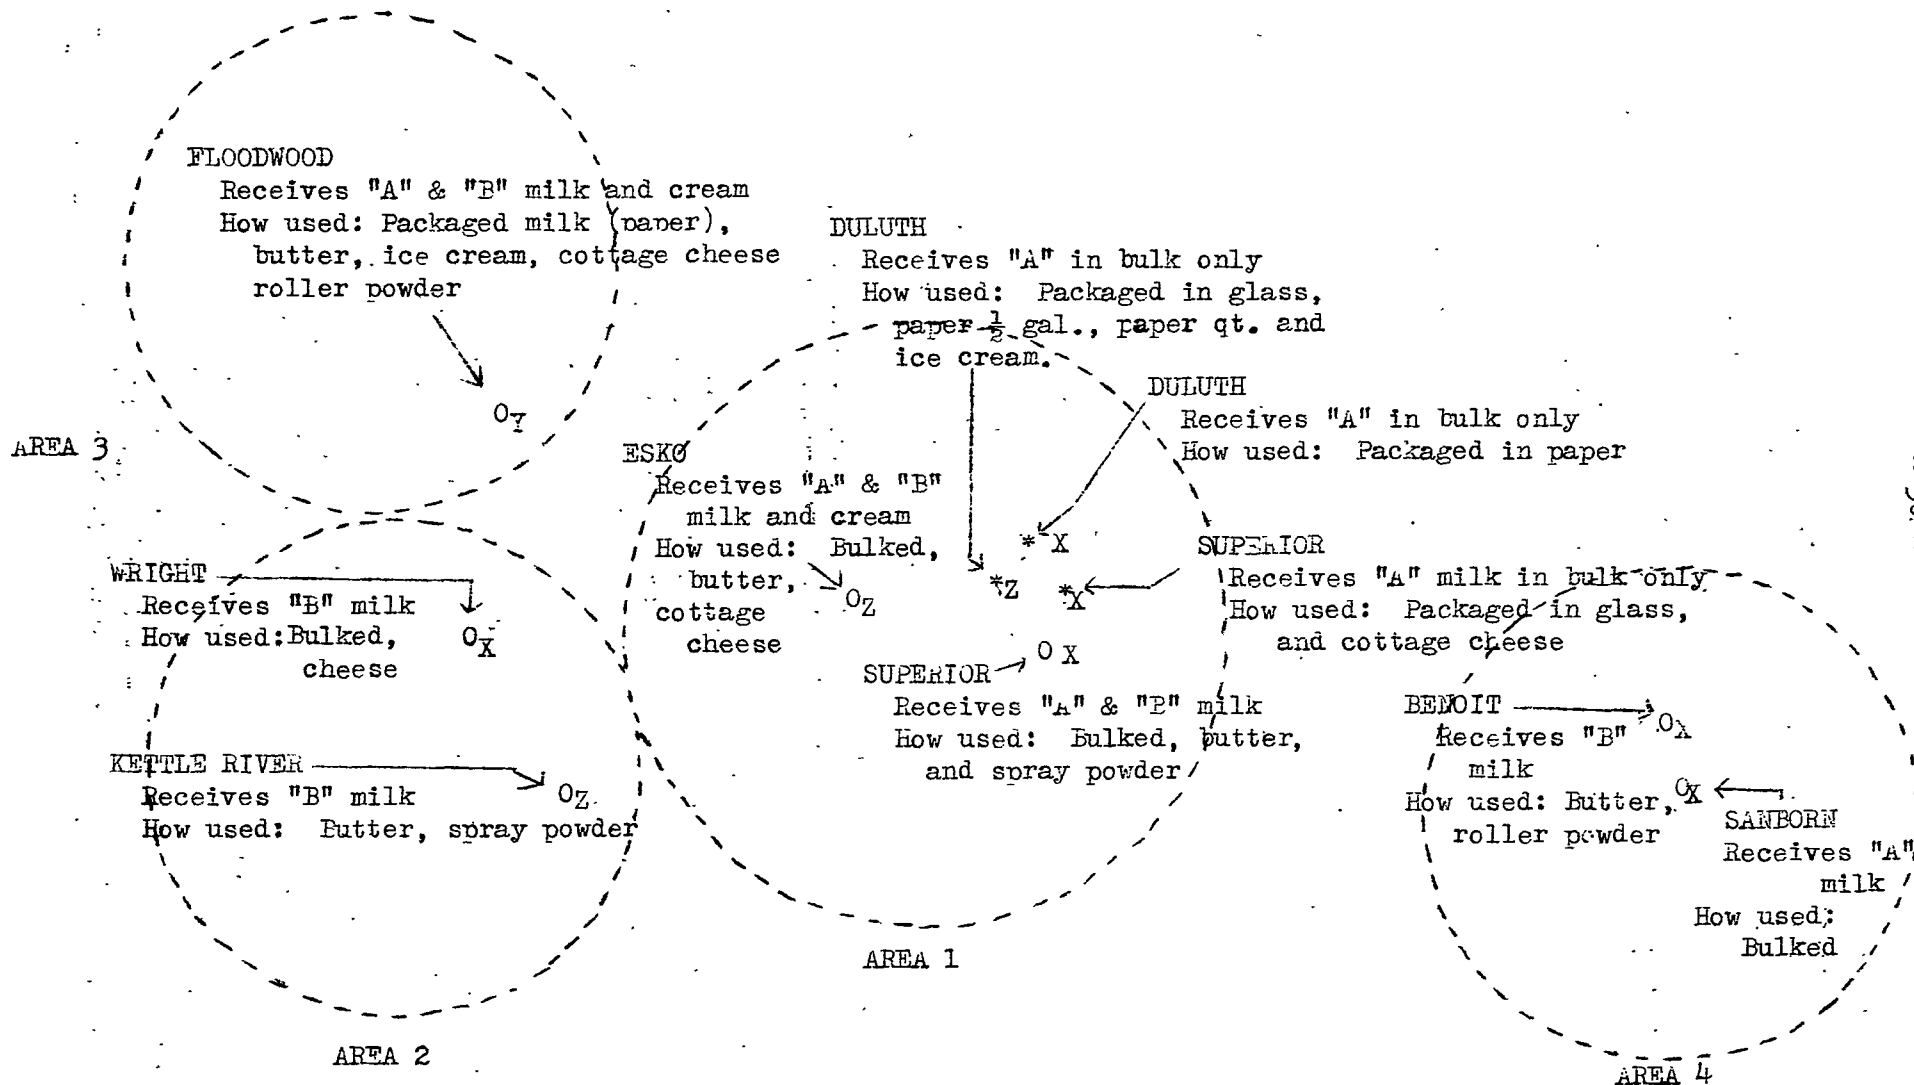 FLOODWOOD
Receives "A" & "B" milk and cream
How used: Packaged milk (paper),
butter, ice cream, cottage cheese
roller powder
OY
AREA 3
DULUTH
Receives "A" in bulk only
How used: Packaged in glass,
paper ½ gal., paper qt. and
ice cream.
*Z
DULUTH
Receives "A" in bulk only
How used: Packaged in paper
* X
ESKO
Receives "A" & "B"
milk and cream
How used: Bulked,
butter,
cottage
cheese
OZ
SUPERIOR
Receives "A" milk in bulk only
How used: Packaged in glass,
and cottage cheese
*X
O X
SUPERIOR
Receives "A" & "B" milk
How used: Bulked, butter,
and spray powder
AREA 1
WRIGHT
Receives "B" milk
How used:Bulked,
cheese
OX
KETTLE RIVER
Receives "B" milk
How used: Butter, spray powder
OZ
AREA 2
BENOIT
Receives "B"
milk
How used: Butter,
roller powder
OX
OX
SANBORN
Receives "A"
milk
How used:
Bulked
AREA 4